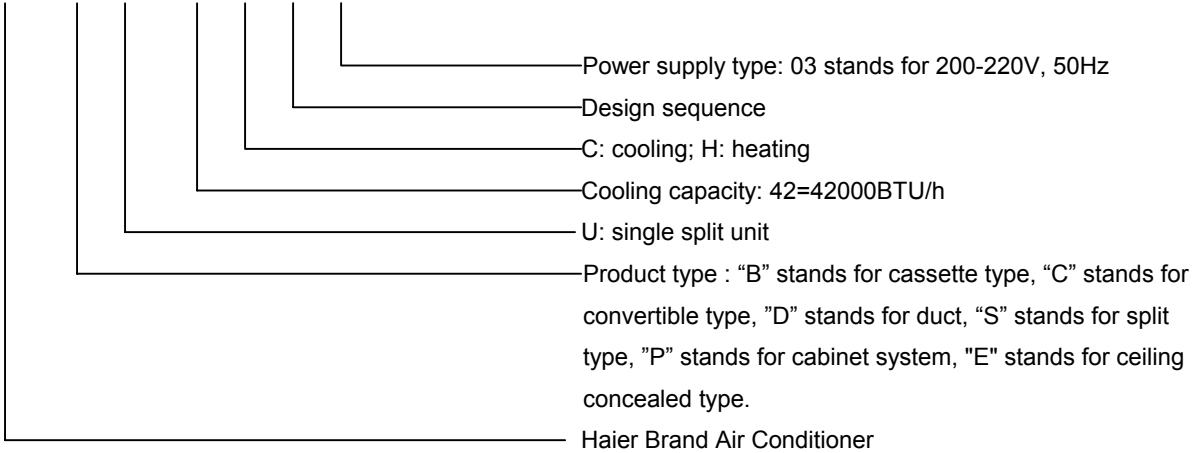 Power supply type: 03 stands for 200-220V, 50Hz
Design sequence
C: cooling; H: heating
Cooling capacity: 42=42000BTU/h
U: single split unit
Product type : “B” stands for cassette type, “C” stands for
convertible type, ”D” stands for duct, “S” stands for split
type, ”P” stands for cabinet system, "E" stands for ceiling
concealed type.
Haier Brand Air Conditioner